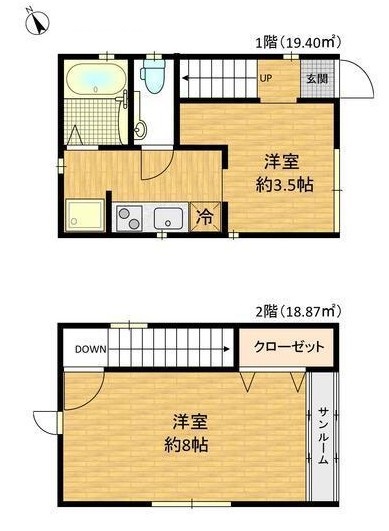 1階(19.40㎡)
UP
玄関
洋室
約3.5帖
冷
2階(18.87㎡)
DOWN
クローゼット
洋室
約8帖
サンルーム